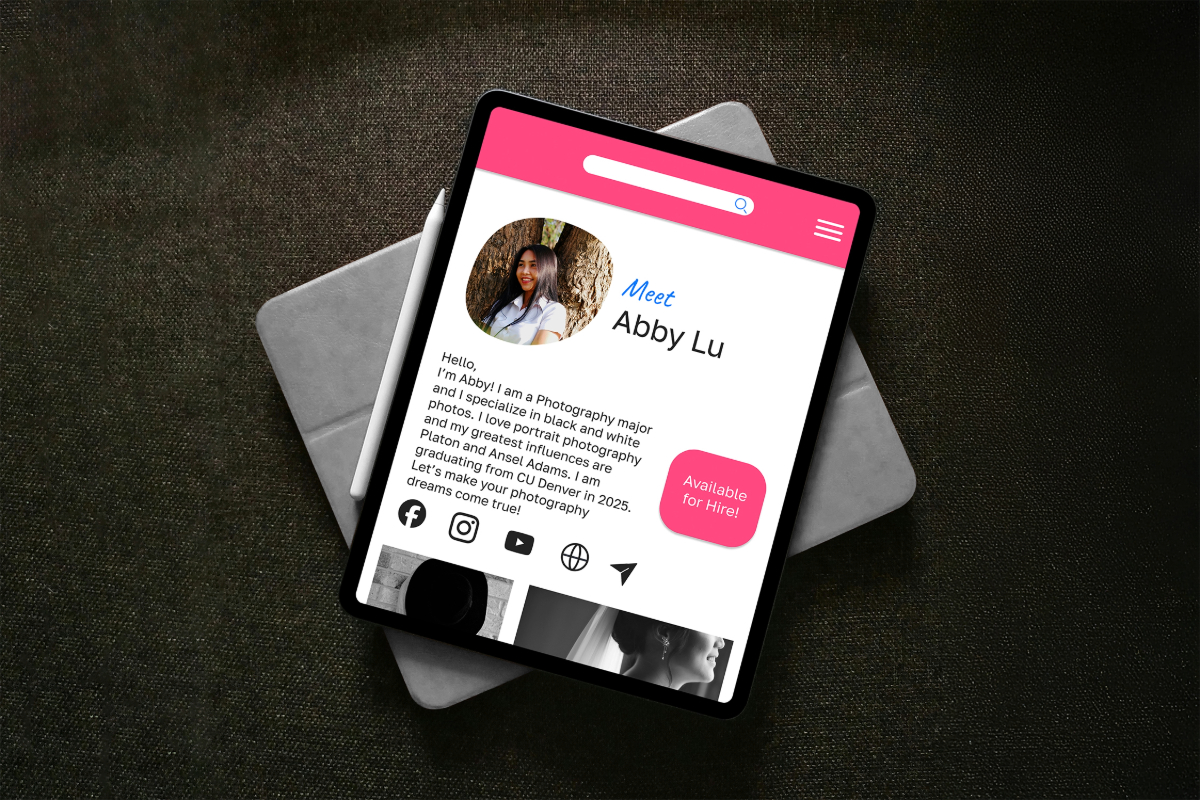 Meet
Abby Lu
Hello,
I'm Abby! I am a Photography major
and I specialize in black and white
photos. I love portrait photography
and my greatest influences are
Platon and Ansel Adams. I am
graduating from CU Denver in 2025.
Let's make your photography
dreams come true!
Available
for Hire!